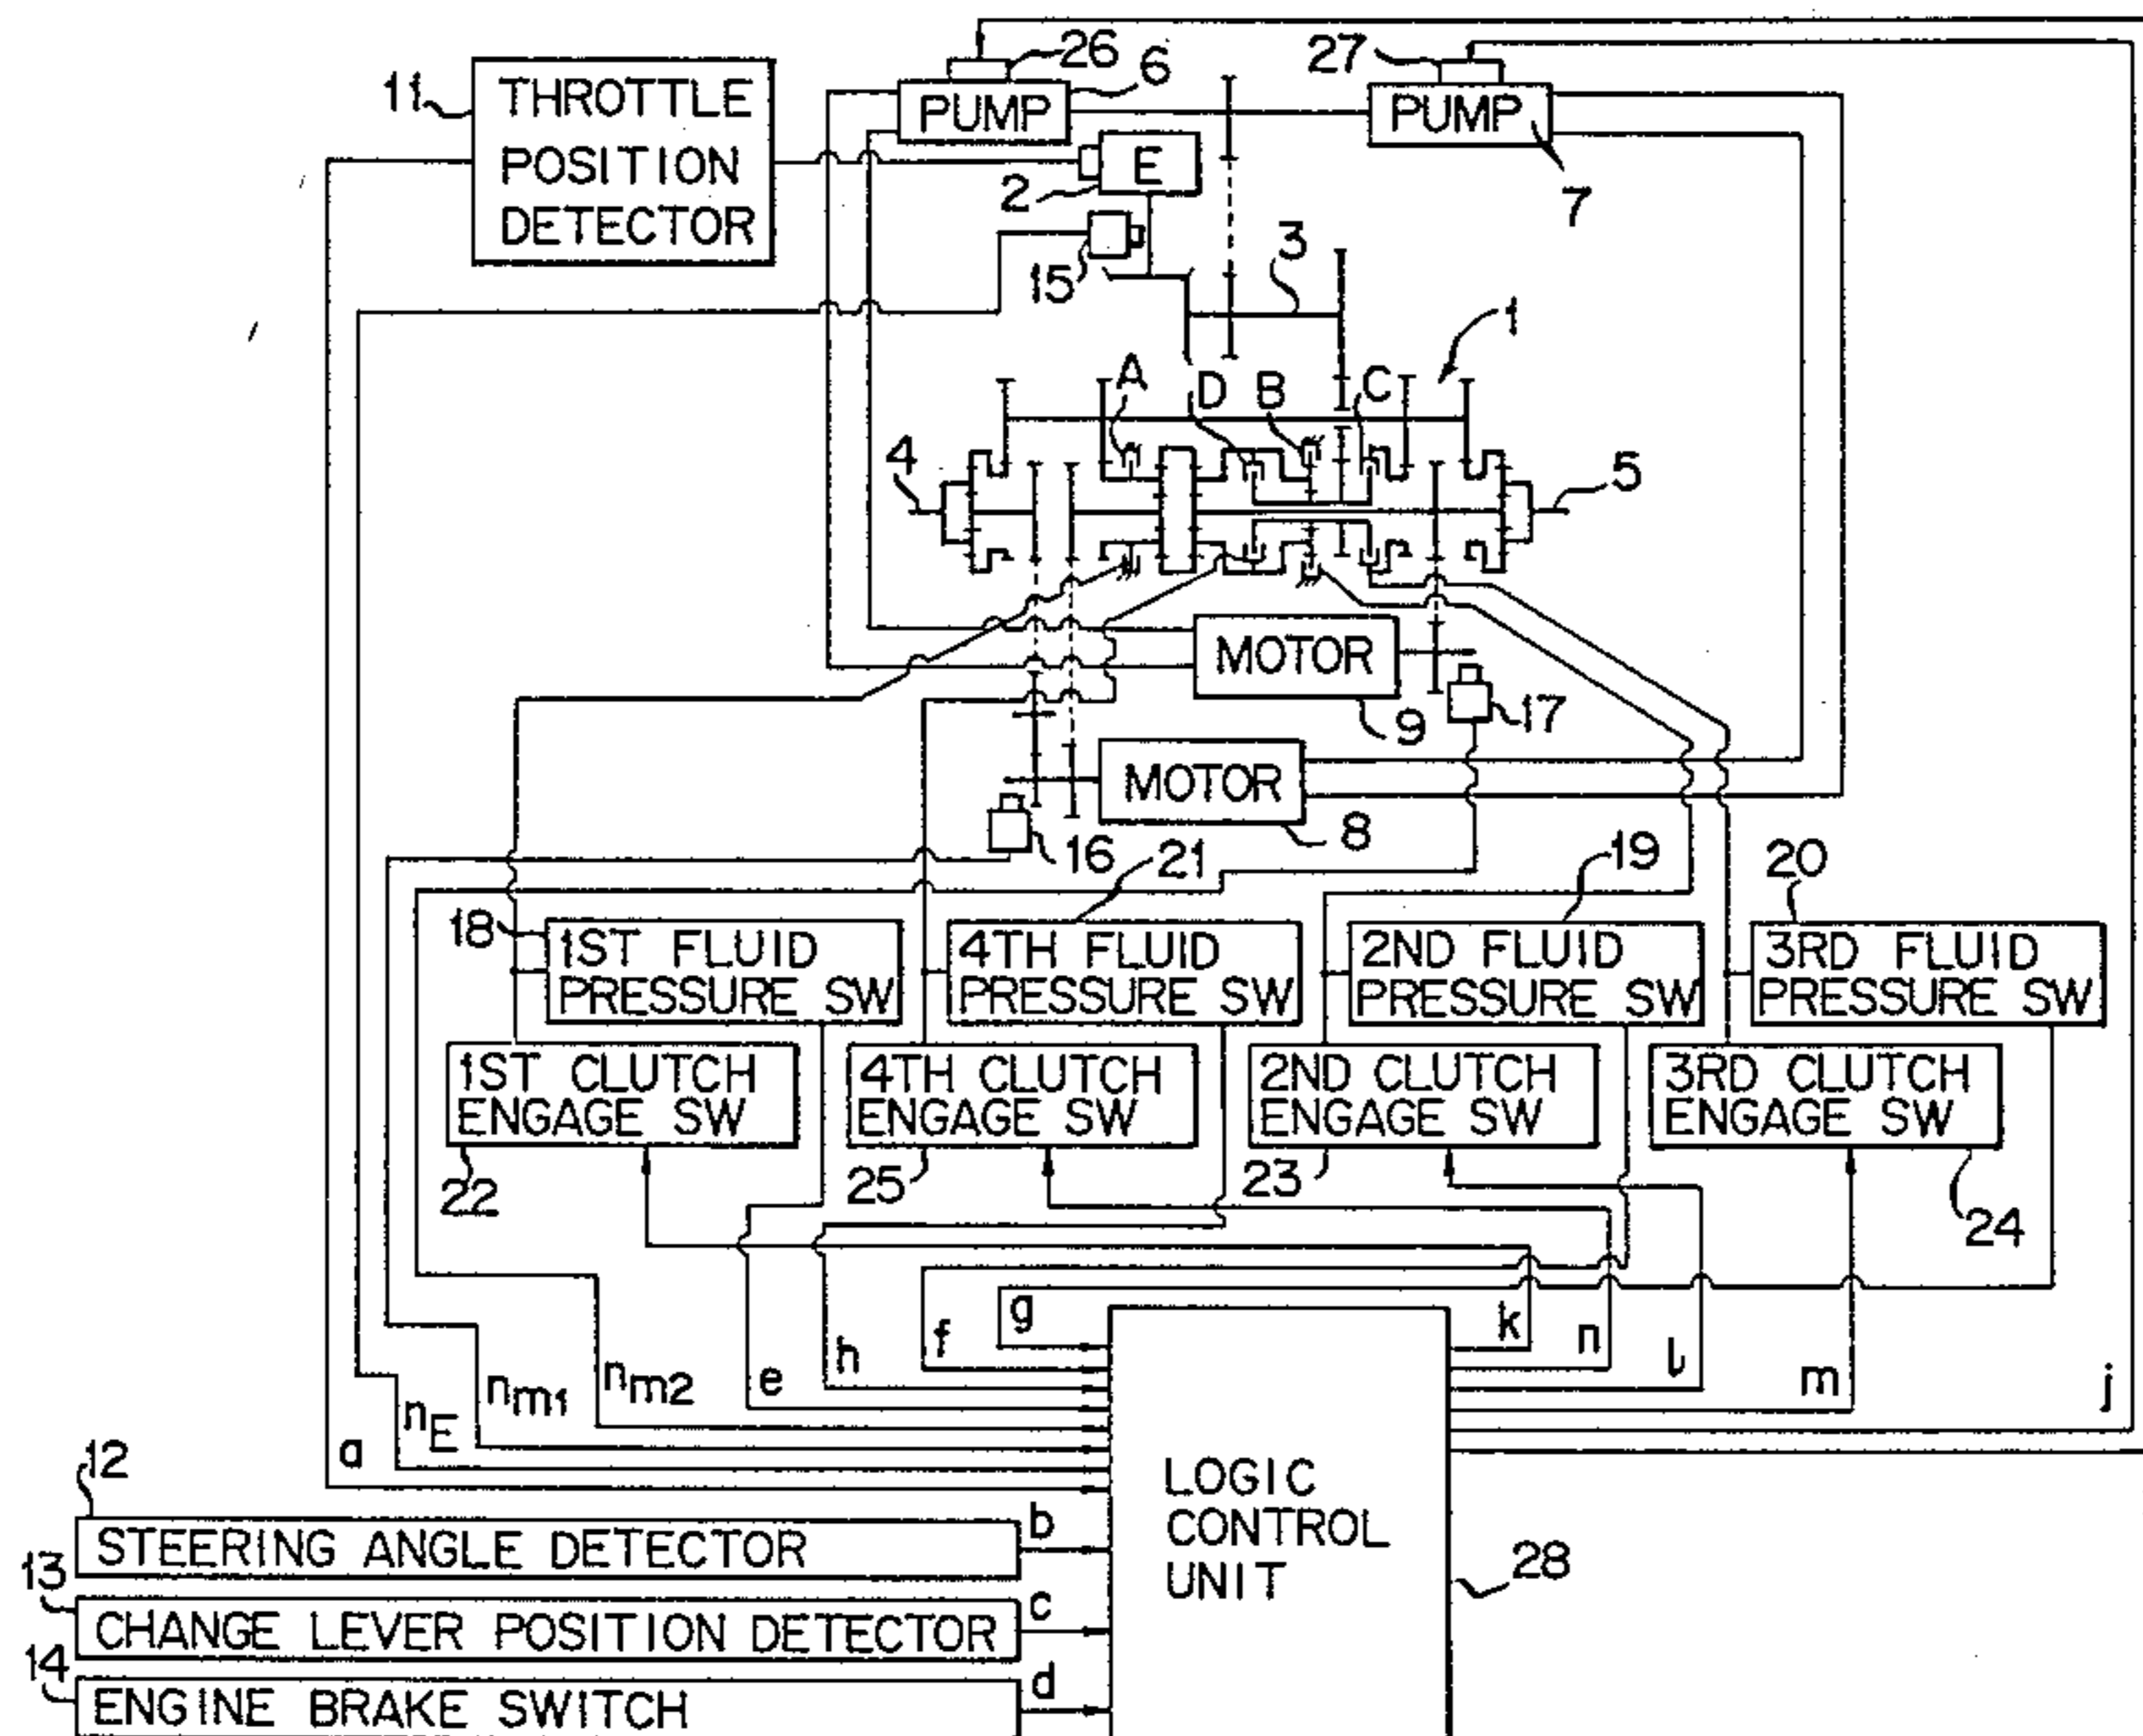 26
6
27
11
THROTTLE
POSITION
DETECTOR
PUMP
PUMP
E
2
7
15
3
1
A
D
B
C
4
5
MOTOR
9
17
MOTOR
8
16
21
19
20
18
1ST FLUID
PRESSURE SW
4TH FLUID
PRESSURE SW
2ND FLUID
PRESSURE SW
3RD FLUID
PRESSURE SW
1ST CLUTCH
ENGAGE SW
4TH CLUTCH
ENGAGE SW
2ND CLUTCH
ENGAGE SW
3RD CLUTCH
ENGAGE SW
22
25
23
24
g
k
f
n
h
l
e
m
j
nm2
nm1
nE
a
12
LOGIC
CONTROL
UNIT
b
STEERING ANGLE DETECTOR
28
13
c
CHANGE LEVER POSITION DETECTOR
14
d
ENGINE BRAKE SWITCH